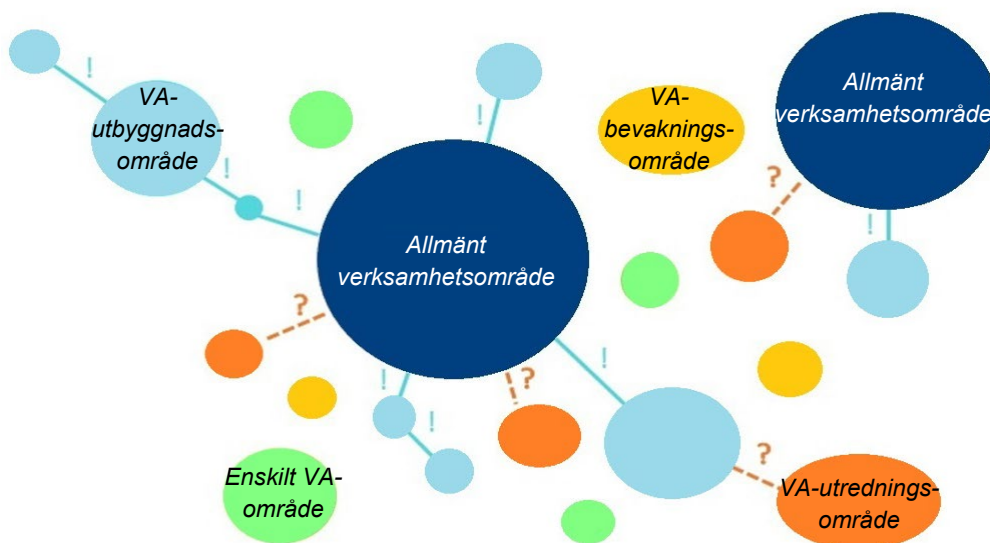 !
VA-
utbyggnads-
område
!
!
!
VA-
bevaknings-
område
Allmänt
verksamhetsområde
?
!
Allmänt
verksamhetsområde
?
!
!
?
!
?
Enskilt VA-
område
VA-utrednings-
område